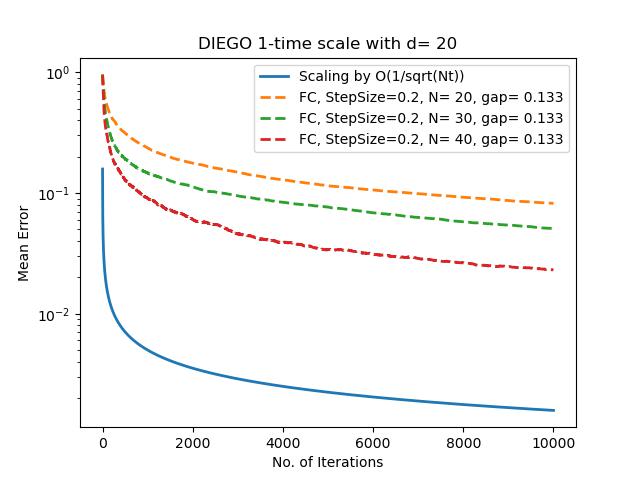 DIEGO 1-time scale with d= 20
Scaling by O(1/sqrt(Nt))
FC, StepSize=0.2, N= 20, gap= 0.133
FC, StepSize=0.2, N= 30, gap= 0.133
FC, StepSize=0.2, N= 40, gap= 0.133
Mean Error
10⁰
10⁻¹
10⁻²
0 2000 4000 6000 8000 10000
No. of Iterations